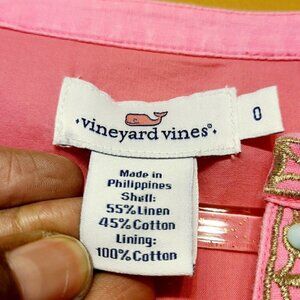 vineyard vines®
0
Made in
Philippines
Shell:
55%Linen
45%Cotton
Lining:
100%Cotton